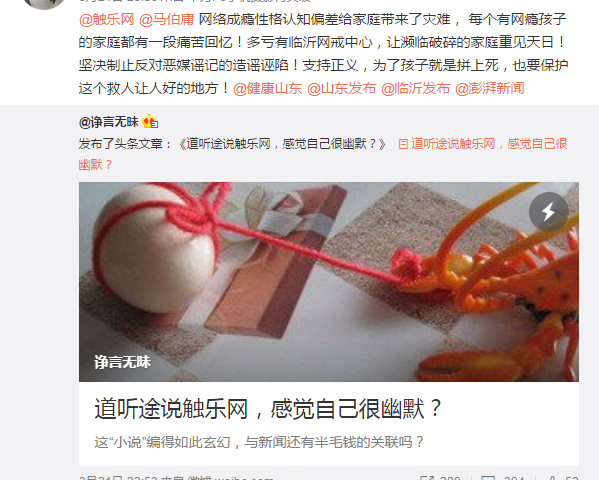 @触乐网 @马伯庸 网络成瘾性格认知偏差给家庭带来了灾难， 每个有网瘾孩子
的家庭都有一段痛苦回忆！多亏有临沂网戒中心，让濒临破碎的家庭重见天日！
坚决制止反对恶媒谣记的造谣诬陷！支持正义，为了孩子就是拼上死，也要保护
这个救人让人好的地方！@健康山东 @山东发布 @临沂发布 @澎湃新闻
@诤言无昧
发布了头条文章：《道听途说触乐网，感觉自己很幽默？》 道听途说触乐网，感觉自己很
幽默？
诤言无昧
道听途说触乐网，感觉自己很幽默？
这“小说”编得如此玄幻，与新闻还有半毛钱的关联吗？